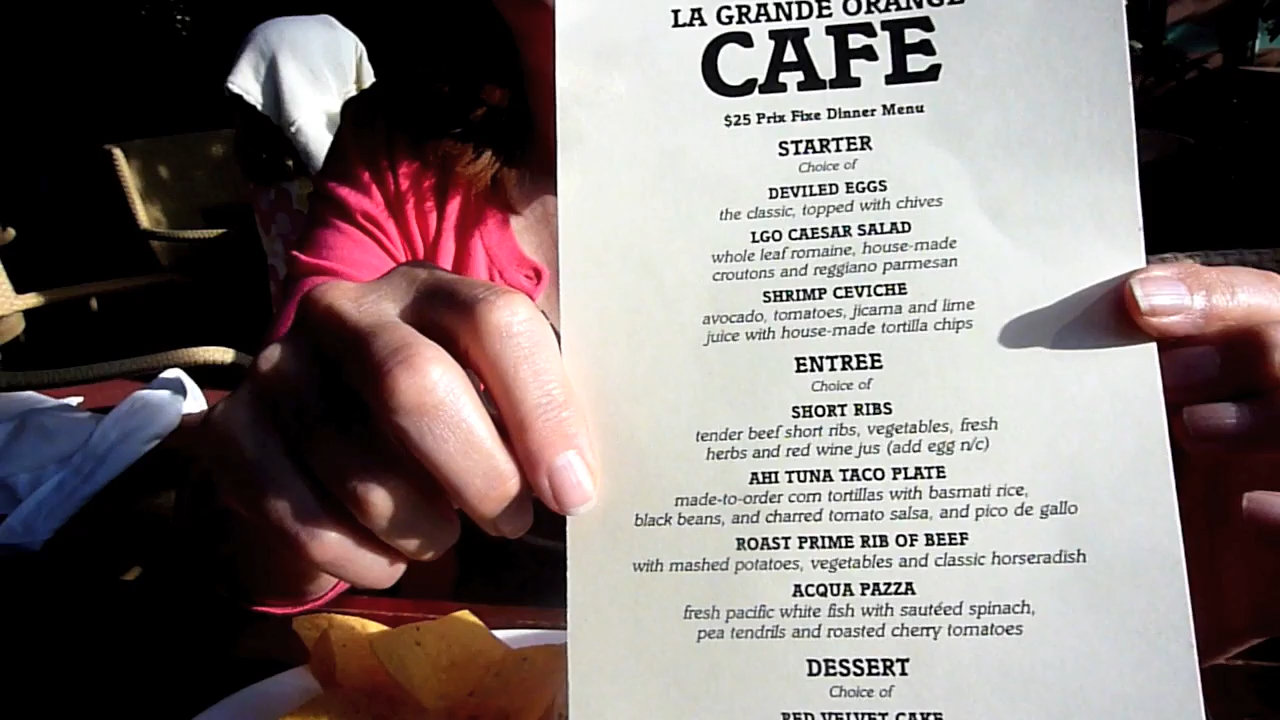 LA GRANDE ORANGE
CAFE
$25 Prix Fixe Dinner Menu
STARTER
Choice of
DEVILED EGGS
the classic, topped with chives
LGO CAESAR SALAD
whole leaf romaine, house-made
croutons and reggiano parmesan
SHRIMP CEVICHE
avocado, tomatoes, jicama and lime
juice with house-made tortilla chips
ENTREE
Choice of
SHORT RIBS
tender beef short ribs, vegetables, fresh
herbs and red wine jus (add egg n/c)
AHI TUNA TACO PLATE
made-to-order corn tortillas with basmati rice,
black beans, and charred tomato salsa, and pico de gallo
ROAST PRIME RIB OF BEEF
with mashed potatoes, vegetables and classic horseradish
ACQUA PAZZA
fresh pacific white fish with sautéed spinach,
pea tendrils and roasted cherry tomatoes
DESSERT
Choice of
RED VELVET CAKE